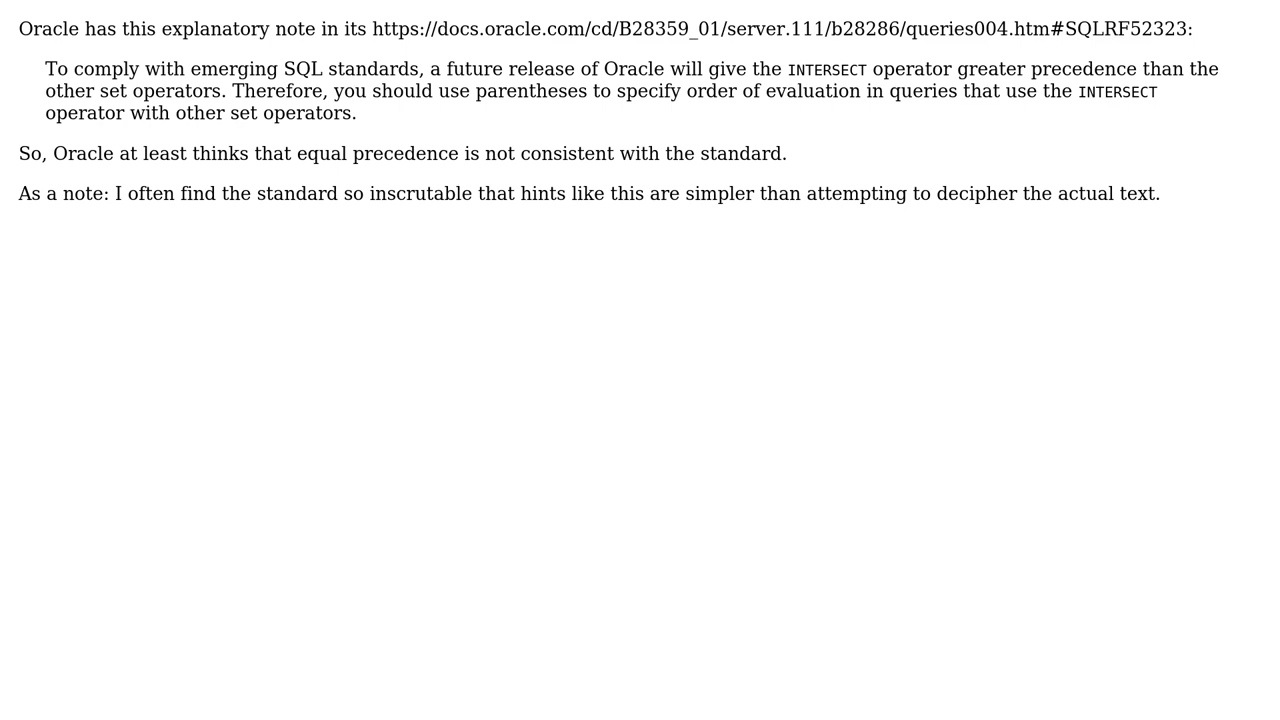 Oracle has this explanatory note in its https://docs.oracle.com/cd/B28359_01/server.111/b28286/queries004.htm#SQLRF52323:
To comply with emerging SQL standards, a future release of Oracle will give the INTERSECT operator greater precedence than the
other set operators. Therefore, you should use parentheses to specify order of evaluation in queries that use the INTERSECT
operator with other set operators.
So, Oracle at least thinks that equal precedence is not consistent with the standard.
As a note: I often find the standard so inscrutable that hints like this are simpler than attempting to decipher the actual text.